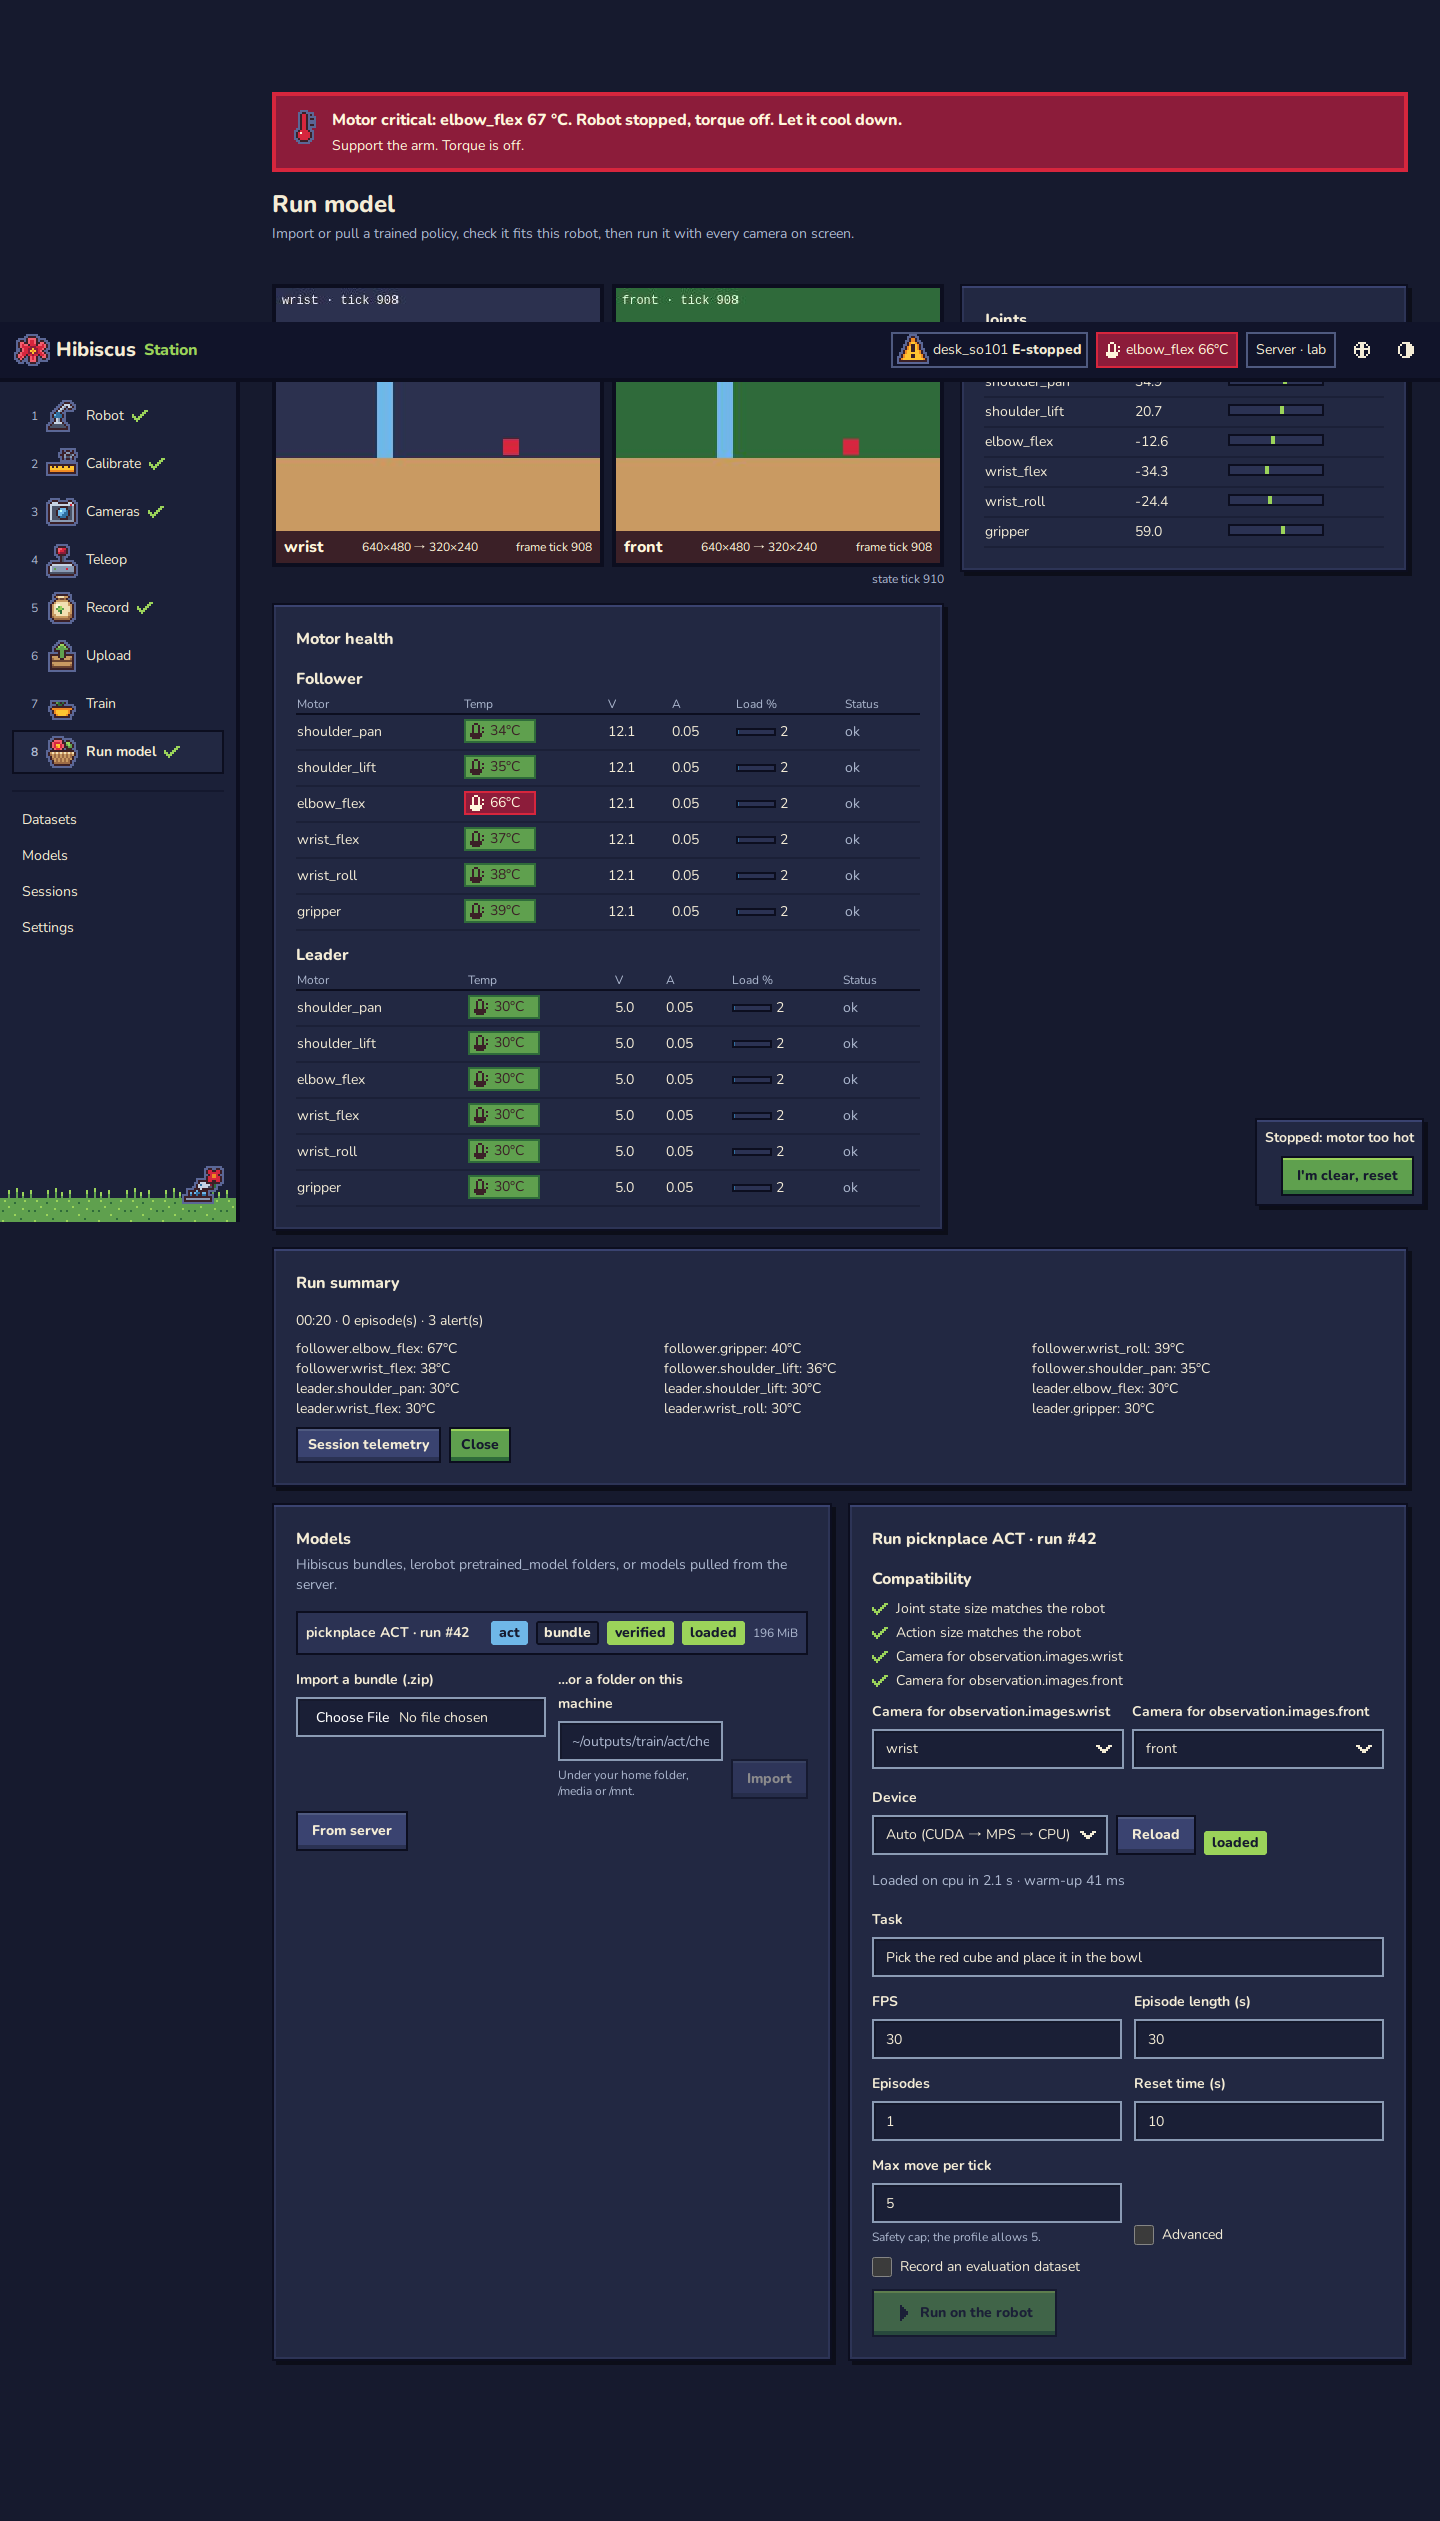 Motor critical: elbow_flex 67 °C. Robot stopped, torque off. Let it cool down.
Support the arm. Torque is off.
Run model
Import or pull a trained policy, check it fits this robot, then run it with every camera on screen.
wrist · tick 908
front · tick 908
Joints
Hibiscus Station
desk_so101 E-stopped
elbow_flex 66°C
Server · lab
1 Robot
2 Calibrate
3 Cameras
4 Teleop
5 Record
6 Upload
7 Train
8 Run model
Datasets
Models
Sessions
Settings
shoulder_pan 34.9
shoulder_lift 20.7
elbow_flex -12.6
wrist_flex -34.3
wrist_roll -24.4
gripper 59.0
wrist 640×480 → 320×240 frame tick 908
front 640×480 → 320×240 frame tick 908
state tick 910
Motor health
Follower
Motor Temp V A Load % Status
shoulder_pan 34°C 12.1 0.05 2 ok
shoulder_lift 35°C 12.1 0.05 2 ok
elbow_flex 66°C 12.1 0.05 2 ok
wrist_flex 37°C 12.1 0.05 2 ok
wrist_roll 38°C 12.1 0.05 2 ok
gripper 39°C 12.1 0.05 2 ok
Leader
Motor Temp V A Load % Status
shoulder_pan 30°C 5.0 0.05 2 ok
shoulder_lift 30°C 5.0 0.05 2 ok
elbow_flex 30°C 5.0 0.05 2 ok
wrist_flex 30°C 5.0 0.05 2 ok
wrist_roll 30°C 5.0 0.05 2 ok
gripper 30°C 5.0 0.05 2 ok
Stopped: motor too hot
I'm clear, reset
Run summary
00:20 · 0 episode(s) · 3 alert(s)
follower.elbow_flex: 67°C follower.gripper: 40°C follower.wrist_roll: 39°C
follower.wrist_flex: 38°C follower.shoulder_lift: 36°C follower.shoulder_pan: 35°C
leader.shoulder_pan: 30°C leader.shoulder_lift: 30°C leader.elbow_flex: 30°C
leader.wrist_flex: 30°C leader.wrist_roll: 30°C leader.gripper: 30°C
Session telemetry
Close
Models
Hibiscus bundles, lerobot pretrained_model folders, or models pulled from the
server.
picknplace ACT · run #42 act bundle verified loaded 196 MiB
Import a bundle (.zip)
Choose File No file chosen
...or a folder on this
machine
~/outputs/train/act/che
Under your home folder,
/media or /mnt.
Import
From server
Run picknplace ACT · run #42
Compatibility
Joint state size matches the robot
Action size matches the robot
Camera for observation.images.wrist
Camera for observation.images.front
Camera for observation.images.wrist Camera for observation.images.front
wrist front
Device
Auto (CUDA → MPS → CPU) Reload loaded
Loaded on cpu in 2.1 s · warm-up 41 ms
Task
Pick the red cube and place it in the bowl
FPS Episode length (s)
30 30
Episodes Reset time (s)
1 10
Max move per tick
5
Safety cap; the profile allows 5.
Advanced
Record an evaluation dataset
Run on the robot